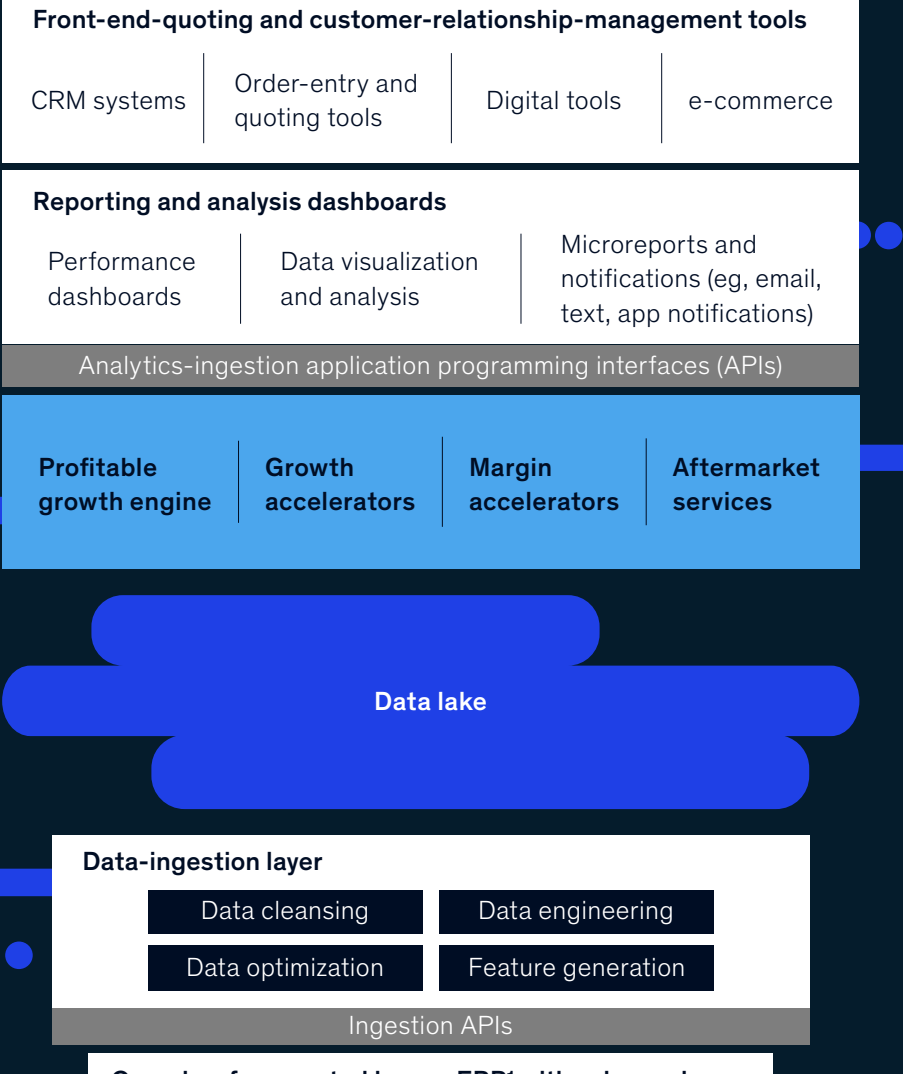 Front-end-quoting and customer-relationship-management tools
CRM systems
Order-entry and
quoting tools
Digital tools
e-commerce
Reporting and analysis dashboards
Performance
dashboards
Data visualization
and analysis
Microreports and
notifications (eg, email,
text, app notifications)
Analytics-ingestion application programming interfaces (APIs)
Profitable
growth engine
Growth
accelerators
Margin
accelerators
Aftermarket
services
Data lake
Data-ingestion layer
Data cleansing
Data engineering
Data optimization
Feature generation
Ingestion APIs